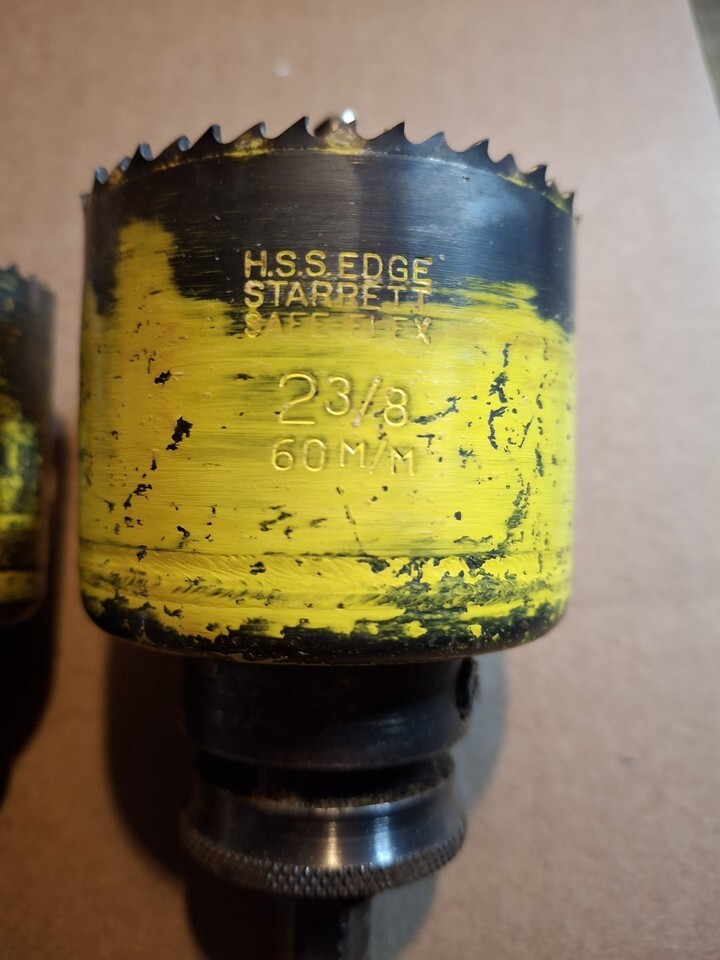 H.S.S. EDGE
STARRETT
SAFE-FLEX
2 3/8
60 M/M